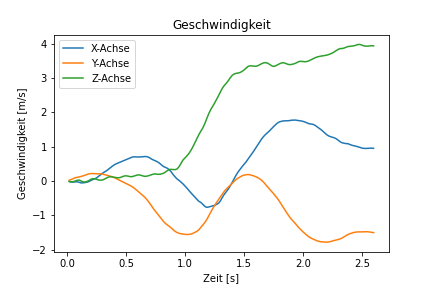 Geschwindigkeit
X-Achse
Y-Achse
Z-Achse
Geschwindigkeit [m/s]
4
3
2
1
0
−1
−2
0.0 0.5 1.0 1.5 2.0 2.5
Zeit [s]